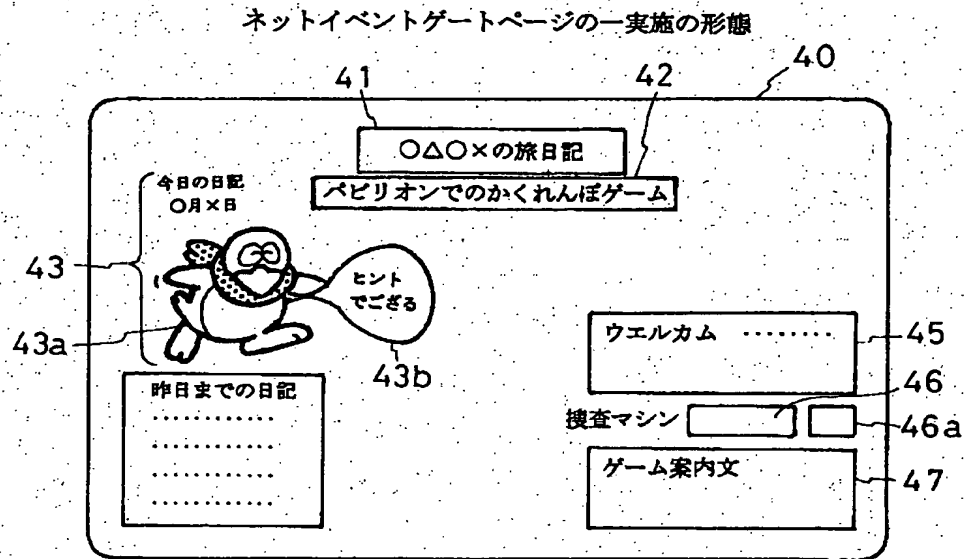 ネットイベントゲートページの一実施の形態
40
41
42
〇△〇×の旅日記
ペビリオンでのかくれんぼゲーム
今日の日記
〇月×日
43
ヒント
でござる
43a
43b
ウエルカム ........
45
46
捜査マシン
46a
昨日までの日記
............
............
............
............
ゲーム案内文
47